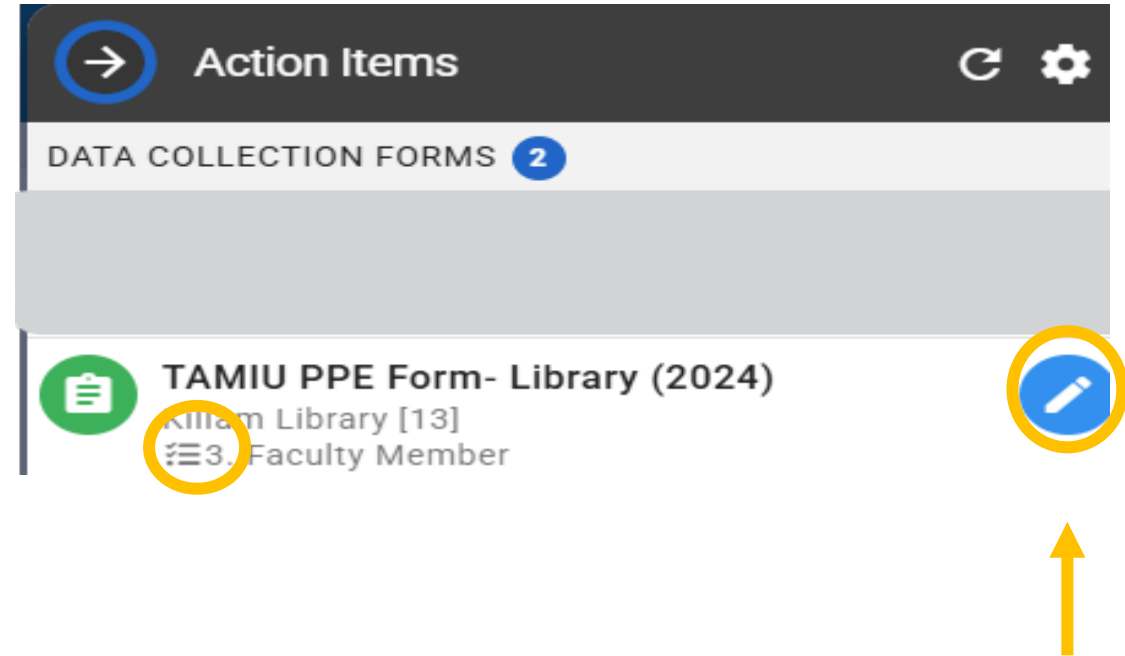 Action Items
DATA COLLECTION FORMS 2
TAMIU PPE Form- Library (2024)
Killam Library [13]
3. Faculty Member